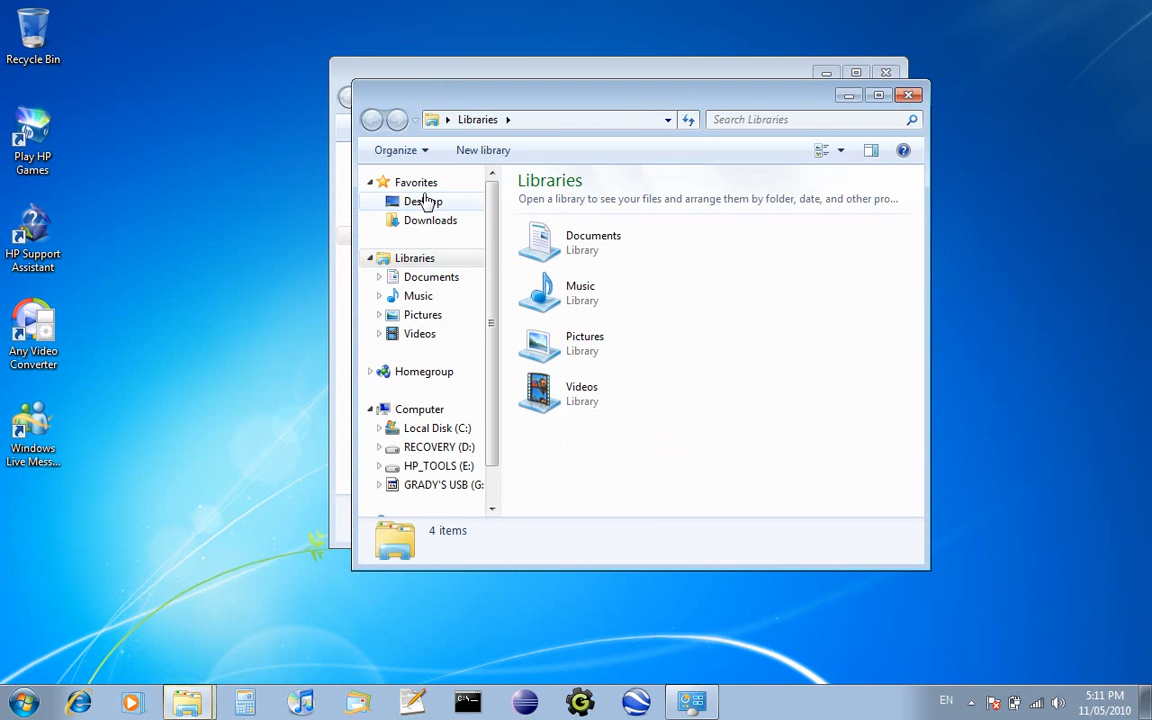 Recycle Bin
Play HP
Games
HP Support
Assistant
Any Video
Converter
Windows
Live Mess...
Libraries
Search Libraries
Organize
New library
Favorites
Desktop
Downloads
Libraries
Documents
Music
Pictures
Videos
Homegroup
Computer
Local Disk (C:)
RECOVERY (D:)
HP_TOOLS (E:)
GRADY'S USB (G:
Libraries
Open a library to see your files and arrange them by folder, date, and other pro...
Documents
Library
Music
Library
Pictures
Library
Videos
Library
4 items
C:\_
EN
5:11 PM
11/05/2010